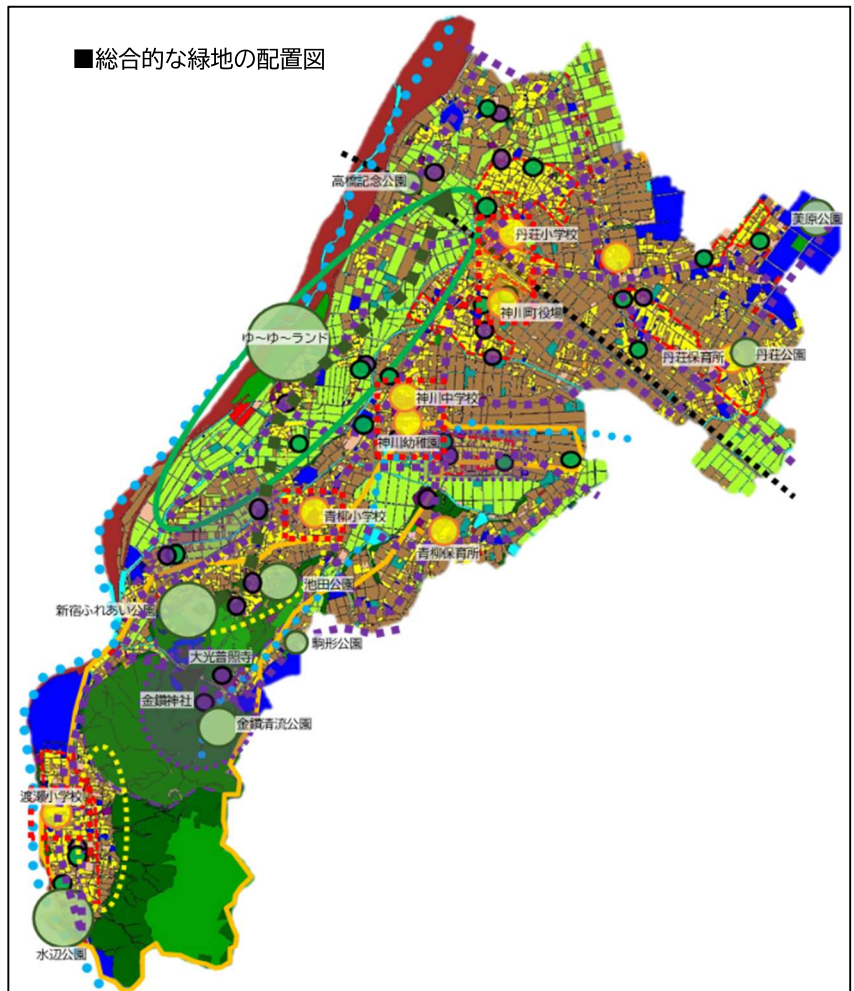 ■総合的な緑地の配置図
高橋記念公園
美原公園
丹荘小学校
神川町役場
ゆ～ゆ～ランド
丹荘保育所
丹荘公園
神川中学校
神川幼稚園
青柳小学校
青柳保育所
池田公園
新宿ふれあい公園
駒形公園
大光普照寺
金鑚神社
金鑚清流公園
渡瀬小学校
水辺公園